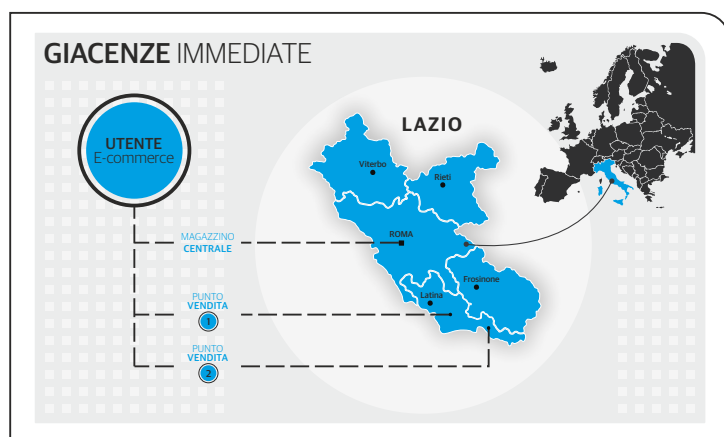 GIACENZE IMMEDIATE
UTENTE
E-commerce
LAZIO
Viterbo
Rieti
MAGAZZINO
CENTRALE
ROMA
Frosinone
Latina
PUNTO
VENDITA
1
PUNTO
VENDITA
2